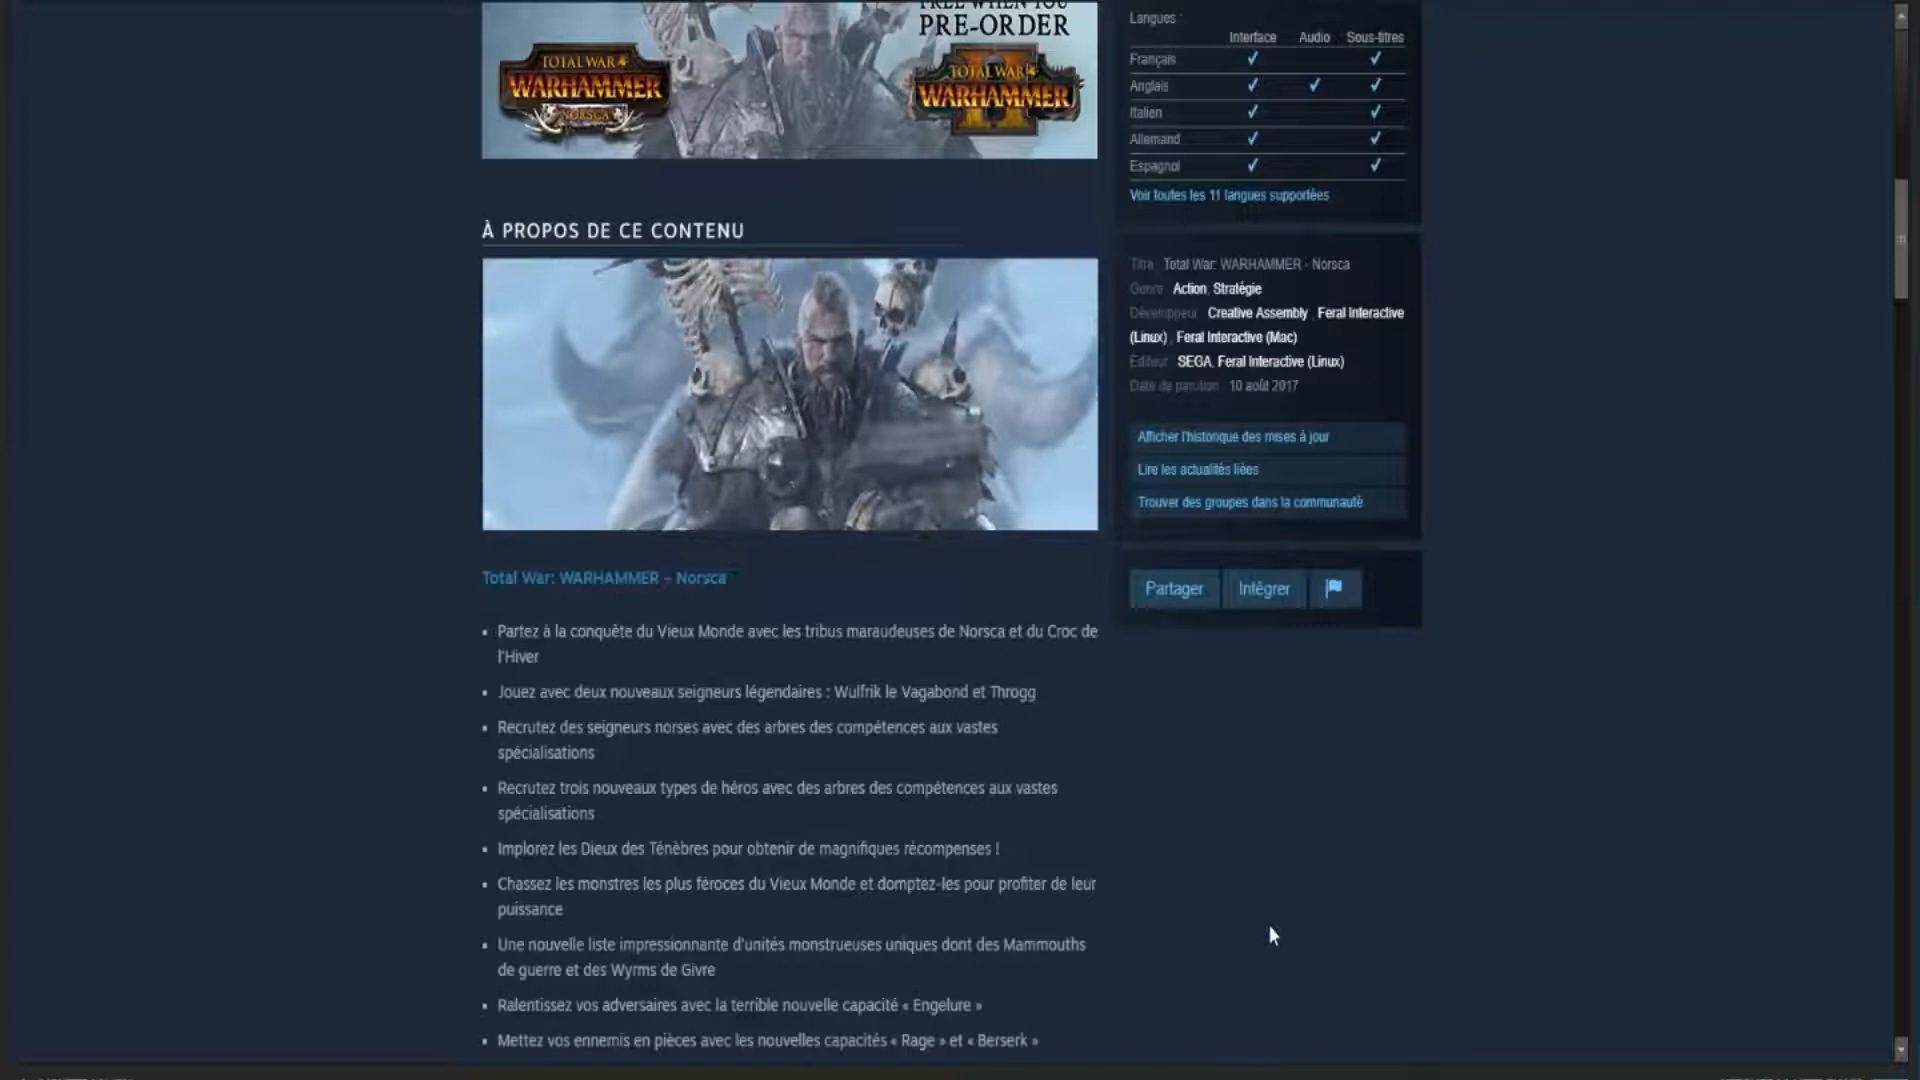 FREE WHEN YOU
PRE-ORDER
TOTAL WAR
WARHAMMER
NORSCA
TOTAL WAR
WARHAMMER
II
À PROPOS DE CE CONTENU
Total War: WARHAMMER – Norsca
▪ Partez à la conquête du Vieux Monde avec les tribus maraudeuses de Norsca et du Croc de
l'Hiver
▪ Jouez avec deux nouveaux seigneurs légendaires : Wulfrik le Vagabond et Throgg
▪ Recrutez des seigneurs norses avec des arbres des compétences aux vastes
spécialisations
▪ Recrutez trois nouveaux types de héros avec des arbres des compétences aux vastes
spécialisations
▪ Implorez les Dieux des Ténèbres pour obtenir de magnifiques récompenses !
▪ Chassez les monstres les plus féroces du Vieux Monde et domptez-les pour profiter de leur
puissance
▪ Une nouvelle liste impressionnante d'unités monstrueuses uniques dont des Mammouths
de guerre et des Wyrms de Givre
▪ Ralentissez vos adversaires avec la terrible nouvelle capacité « Engelure »
▪ Mettez vos ennemis en pièces avec les nouvelles capacités « Rage » et « Berserk »
Langues :
Interface Audio Sous-titres
Français ✓ ✓
Anglais ✓ ✓ ✓
Italien ✓ ✓
Allemand ✓ ✓
Espagnol ✓ ✓
Voir toutes les 11 langues supportées
Titre Total War: WARHAMMER - Norsca
Genre Action, Stratégie
Développeur Creative Assembly , Feral Interactive
(Linux) , Feral Interactive (Mac)
Éditeur SEGA, Feral Interactive (Linux)
Date de parution 10 août 2017
Afficher l'historique des mises à jour
Lire les actualités liées
Trouver des groupes dans la communauté
Partager Intégrer